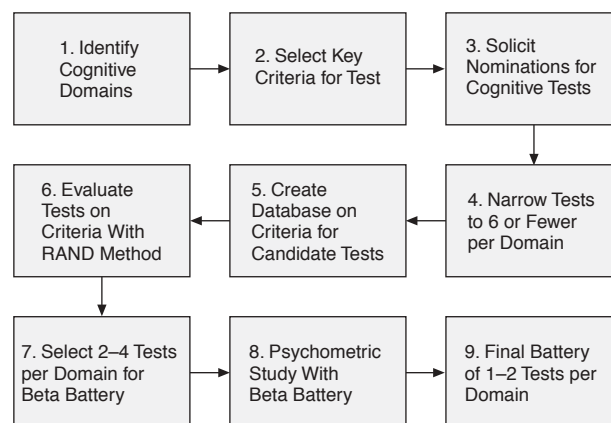 1. Identify
Cognitive
Domains
2. Select Key
Criteria for Test
3. Solicit
Nominations for
Cognitive Tests
4. Narrow Tests
to 6 or Fewer
per Domain
5. Create
Database on
Criteria for
Candidate Tests
6. Evaluate
Tests on
Criteria With
RAND Method
7. Select 2–4 Tests
per Domain for
Beta Battery
8. Psychometric
Study With
Beta Battery
9. Final Battery
of 1–2 Tests per
Domain